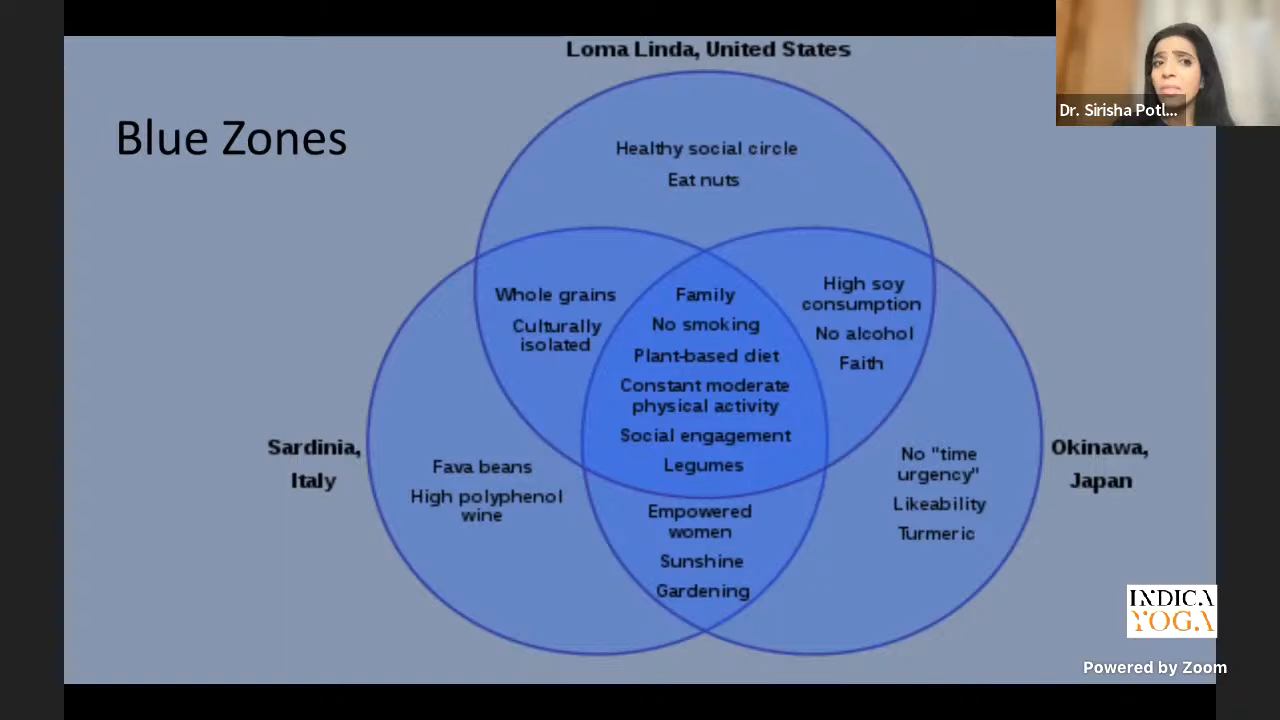 Loma Linda, United States
Dr. Sirisha Potl...
Blue Zones
Healthy social circle
Eat nuts
Whole grains
Culturally
isolated
Family
No smoking
Plant-based diet
Constant moderate
physical activity
Social engagement
Legumes
High soy
consumption
No alcohol
Faith
Sardinia,
Italy
Fava beans
High polyphenol
wine
Empowered
women
Sunshine
Gardening
No "time
urgency"
Likeability
Turmeric
Okinawa,
Japan
INDICA
YOGA
Powered by Zoom